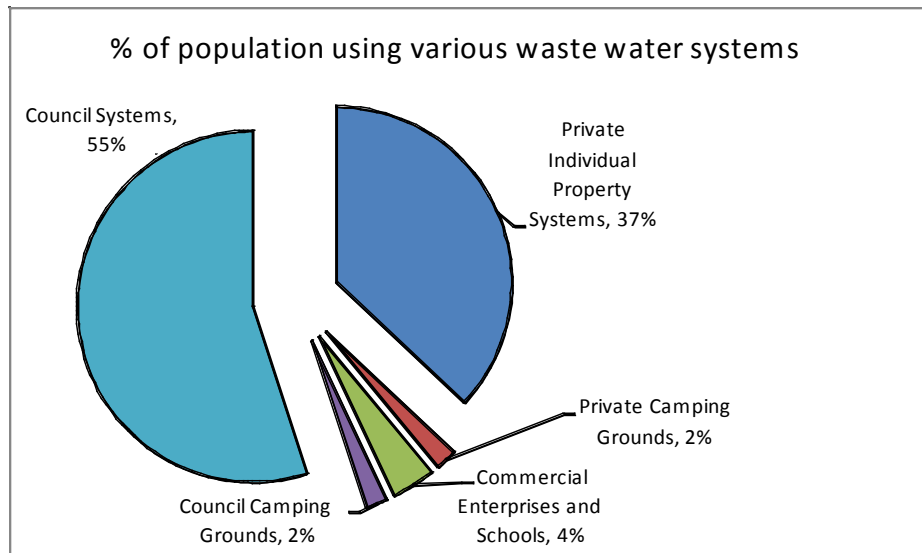 % of population using various waste water systems
Council Systems,
55%
Private
Individual
Property
Systems, 37%
Private Camping
Grounds, 2%
Commercial
Enterprises and
Schools, 4%
Council Camping
Grounds, 2%